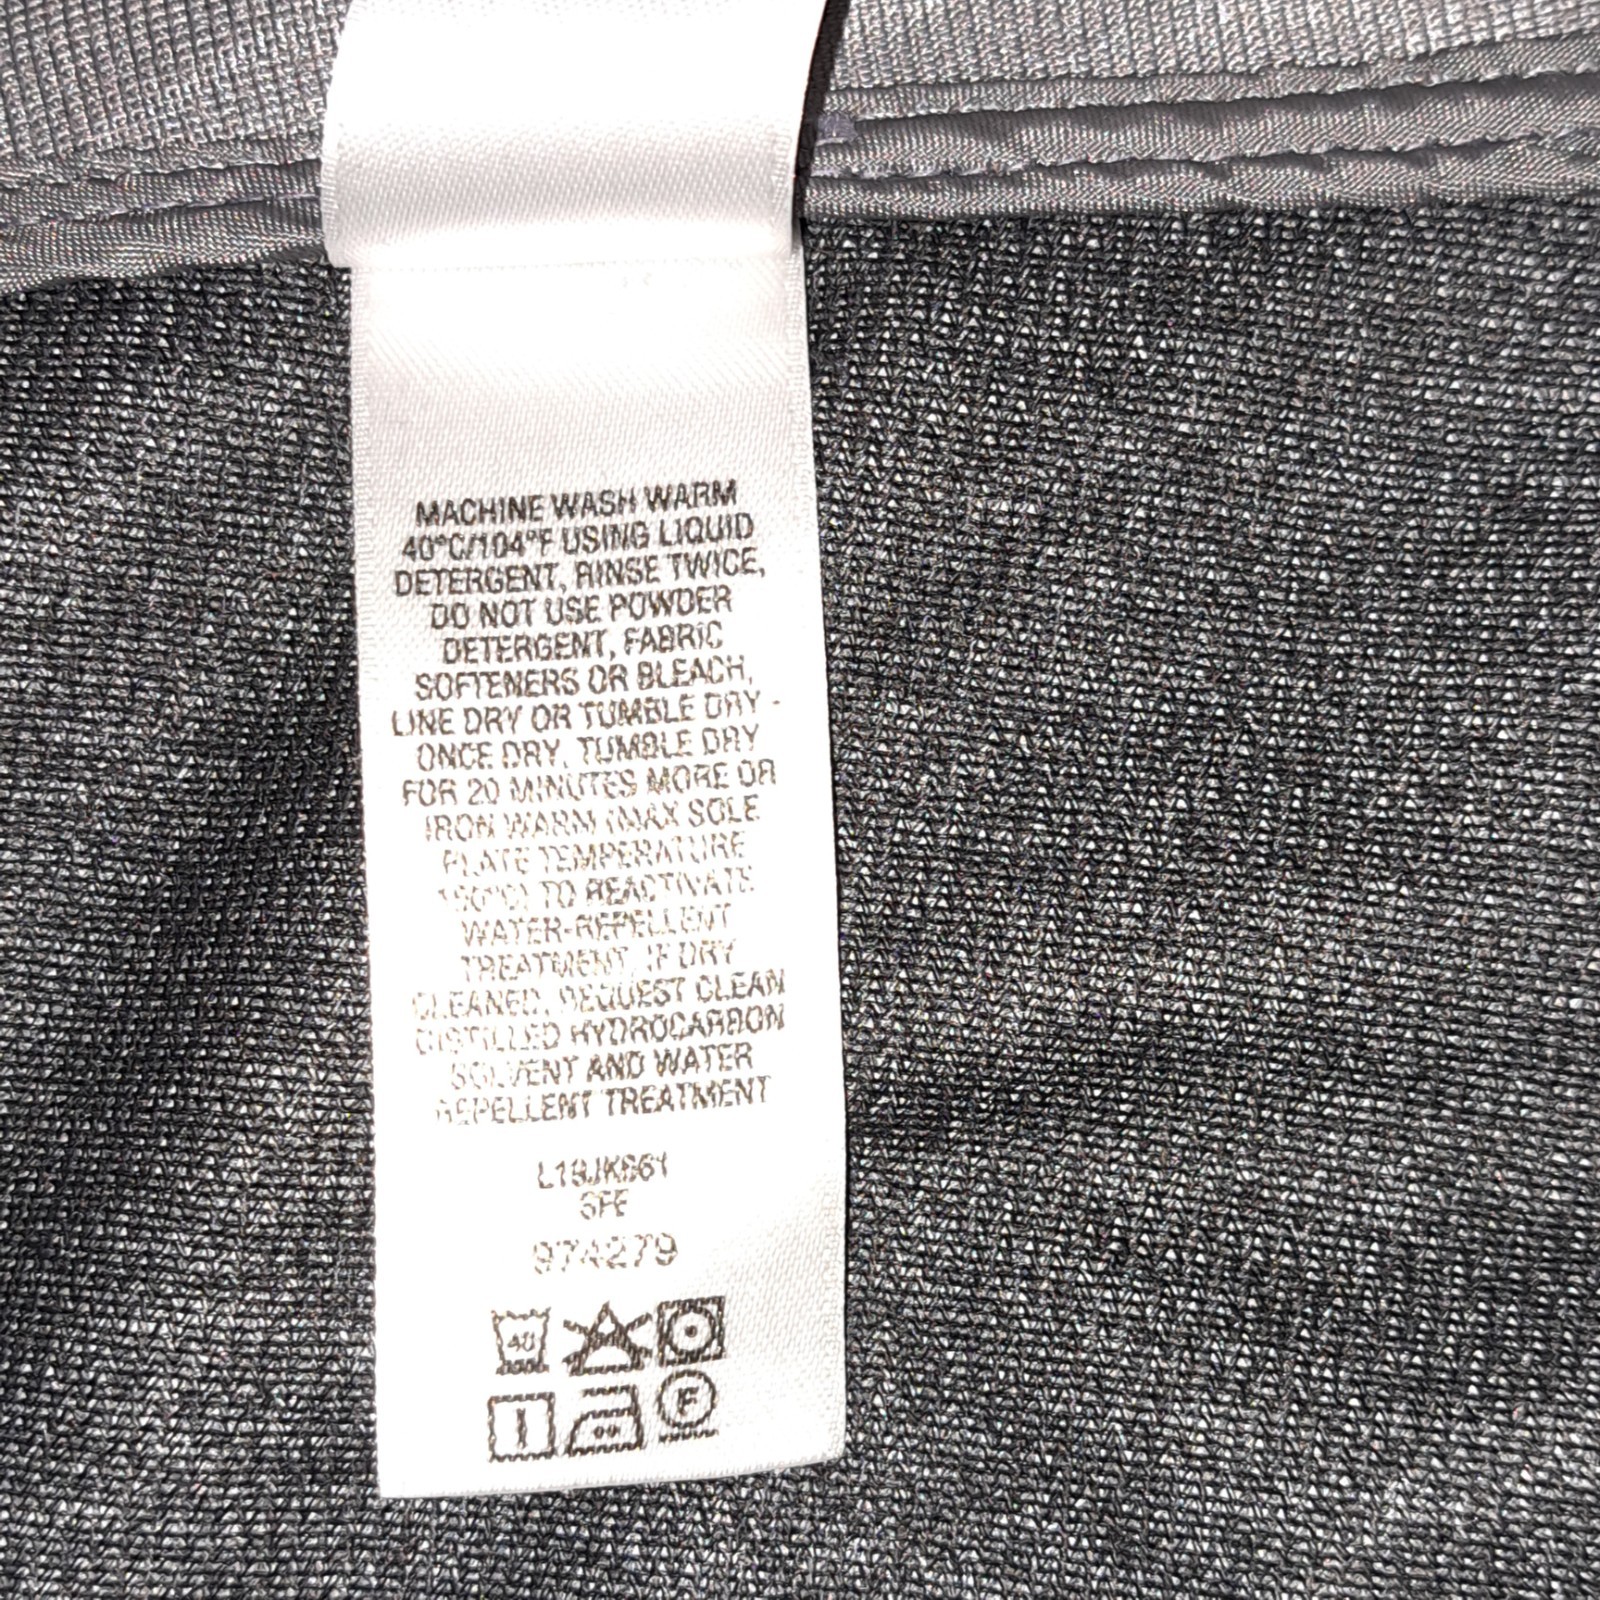 MACHINE WASH WARM
40°C/104°F USING LIQUID
DETERGENT, RINSE TWICE,
DO NOT USE POWDER
DETERGENT, FABRIC
SOFTENERS OR BLEACH,
LINE DRY OR TUMBLE DRY -
ONCE DRY, TUMBLE DRY
FOR 20 MINUTES MORE OR
IRON WARM (MAX SOLE
PLATE TEMPERATURE
TO REACTIVATE
WATER-REPELLENT
TREATMENT, IF DRY
CLEANED, REQUEST CLEAN
DISTILLED HYDROCARBON
SOLVENT AND WATER
REPELLENT TREATMENT
974279
40
F